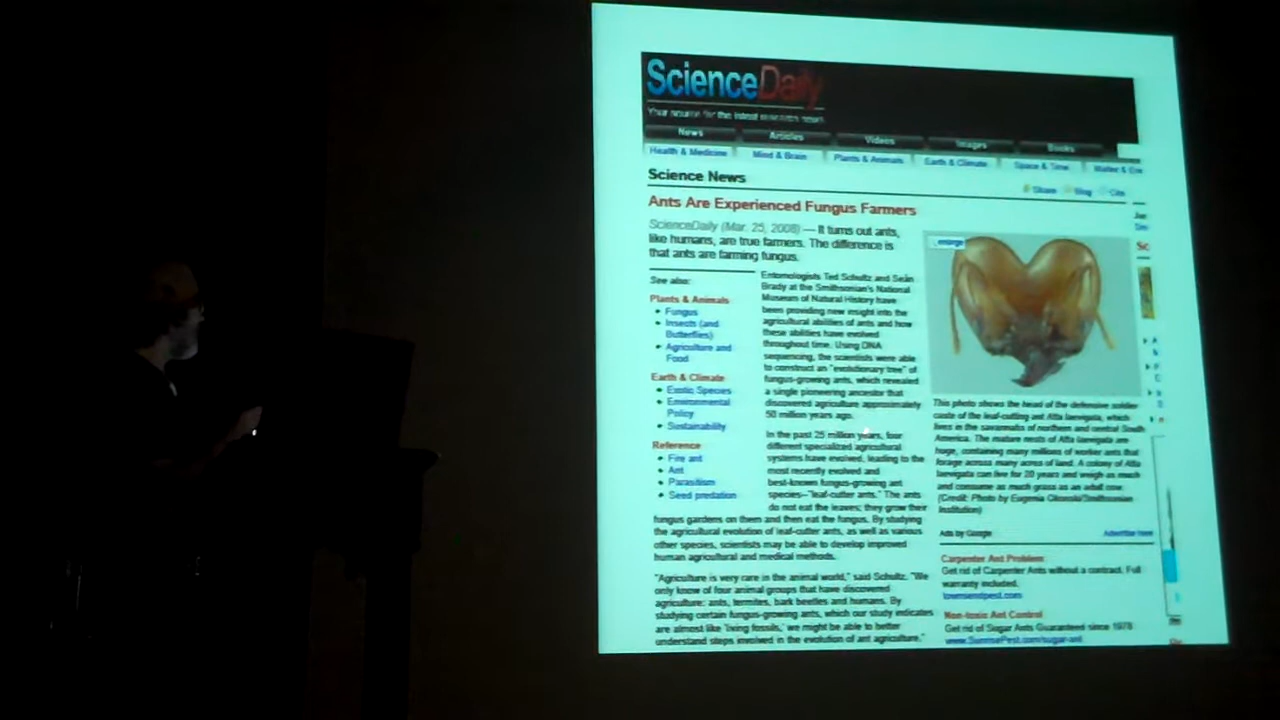 ScienceDaily
Your source for the latest research news
News Articles Videos Images Books
Health & Medicine Mind & Brain Plants & Animals Earth & Climate Space & Time Matter & Ene
Science News
Share Blog Cite
Ants Are Experienced Fungus Farmers
ScienceDaily (Mar. 25, 2008) — It turns out ants,
like humans, are true farmers. The difference is
that ants are farming fungus.
See also:
Plants & Animals
• Fungus
• Insects (and
Butterflies)
• Agriculture and
Food
Earth & Climate
• Exotic Species
• Environmental
Policy
• Sustainability
Reference
• Fire ant
• Ant
• Parasitism
• Seed predation
Entomologists Ted Schultz and Seán
Brady at the Smithsonian's National
Museum of Natural History have
been providing new insight into the
agricultural abilities of ants and how
these abilities have evolved
throughout time. Using DNA
sequencing, the scientists were able
to construct an "evolutionary tree" of
fungus-growing ants, which revealed
a single pioneering ancestor that
discovered agriculture approximately
50 million years ago.
In the past 25 million years, four
different specialized agricultural
systems have evolved, leading to the
most recently evolved and
best-known fungus-growing ant
species—"leaf-cutter ants." The ants
do not eat the leaves; they grow their
fungus gardens on them and then eat the fungus. By studying
the agricultural evolution of leaf-cutter ants, as well as various
other species, scientists may be able to develop improved
human agricultural and medical methods.
"Agriculture is very rare in the animal world," said Schultz. "We
only know of four animal groups that have discovered
agriculture: ants, termites, bark beetles and humans. By
studying certain fungus-growing ants, which our study indicates
are almost like 'living fossils,' we might be able to better
understand steps involved in the evolution of ant agriculture."
enlarge
This photo shows the head of the defensive soldier
caste of the leaf-cutting ant Atta laevigata, which
lives in the savannahs of northern and central South
America. The mature nests of Atta laevigata are
huge, containing many millions of worker ants that
forage across many acres of land. A colony of Atta
laevigata can live for 20 years and weigh as much
and consume as much grass as an adult cow.
(Credit: Photo by Eugenia Okonski/Smithsonian
Institution)
Ads by Google Advertise here
Carpenter Ant Problem
Get rid of Carpenter Ants without a contract. Full
warranty included.
townsendpest.com
Non-toxic Ant Control
Get rid of Sugar Ants Guaranteed since 1978
www.SunrisePest.com/sugar-ant